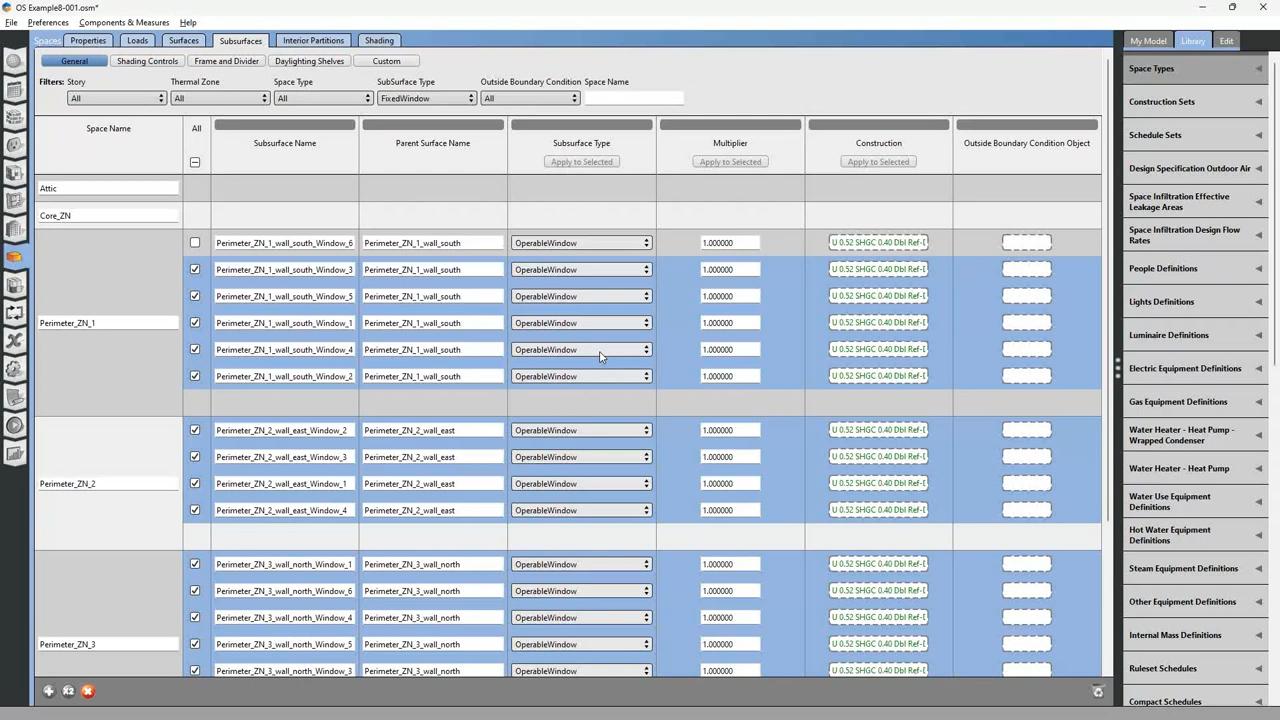 OS Example8-001.osm*
File Preferences Components & Measures Help
Spaces Properties Loads Surfaces Subsurfaces Interior Partitions Shading
My Model Library Edit
General Shading Controls Frame and Divider Daylighting Shelves Custom
Filters: Story Thermal Zone Space Type SubSurface Type Outside Boundary Condition Space Name
All All All FixedWindow All
Space Name All Subsurface Name Parent Surface Name Subsurface Type Multiplier Construction Outside Boundary Condition Object
Apply to Selected Apply to Selected Apply to Selected
Attic
Core_ZN
Perimeter_ZN_1_wall_south_Window_6 Perimeter_ZN_1_wall_south OperableWindow 1.000000 U 0.52 SHGC 0.40 Dbl Ref-
Perimeter_ZN_1_wall_south_Window_3 Perimeter_ZN_1_wall_south OperableWindow 1.000000 U 0.52 SHGC 0.40 Dbl Ref-
Perimeter_ZN_1_wall_south_Window_5 Perimeter_ZN_1_wall_south OperableWindow 1.000000 U 0.52 SHGC 0.40 Dbl Ref-
Perimeter_ZN_1 Perimeter_ZN_1_wall_south_Window_1 Perimeter_ZN_1_wall_south OperableWindow 1.000000 U 0.52 SHGC 0.40 Dbl Ref-
Perimeter_ZN_1_wall_south_Window_4 Perimeter_ZN_1_wall_south OperableWindow 1.000000 U 0.52 SHGC 0.40 Dbl Ref-
Perimeter_ZN_1_wall_south_Window_2 Perimeter_ZN_1_wall_south OperableWindow 1.000000 U 0.52 SHGC 0.40 Dbl Ref-
Perimeter_ZN_2_wall_east_Window_2 Perimeter_ZN_2_wall_east OperableWindow 1.000000 U 0.52 SHGC 0.40 Dbl Ref-
Perimeter_ZN_2_wall_east_Window_3 Perimeter_ZN_2_wall_east OperableWindow 1.000000 U 0.52 SHGC 0.40 Dbl Ref-
Perimeter_ZN_2 Perimeter_ZN_2_wall_east_Window_1 Perimeter_ZN_2_wall_east OperableWindow 1.000000 U 0.52 SHGC 0.40 Dbl Ref-
Perimeter_ZN_2_wall_east_Window_4 Perimeter_ZN_2_wall_east OperableWindow 1.000000 U 0.52 SHGC 0.40 Dbl Ref-
Perimeter_ZN_3_wall_north_Window_1 Perimeter_ZN_3_wall_north OperableWindow 1.000000 U 0.52 SHGC 0.40 Dbl Ref-
Perimeter_ZN_3_wall_north_Window_6 Perimeter_ZN_3_wall_north OperableWindow 1.000000 U 0.52 SHGC 0.40 Dbl Ref-
Perimeter_ZN_3_wall_north_Window_4 Perimeter_ZN_3_wall_north OperableWindow 1.000000 U 0.52 SHGC 0.40 Dbl Ref-
Perimeter_ZN_3 Perimeter_ZN_3_wall_north_Window_5 Perimeter_ZN_3_wall_north OperableWindow 1.000000 U 0.52 SHGC 0.40 Dbl Ref-
Perimeter_ZN_3_wall_north_Window_3 Perimeter_ZN_3_wall_north OperableWindow 1.000000 U 0.52 SHGC 0.40 Dbl Ref-
Space Types
Construction Sets
Schedule Sets
Design Specification Outdoor Air
Space Infiltration Effective
Leakage Areas
Space Infiltration Design Flow
Rates
People Definitions
Lights Definitions
Luminaire Definitions
Electric Equipment Definitions
Gas Equipment Definitions
Water Heater - Heat Pump -
Wrapped Condenser
Water Heater - Heat Pump
Water Use Equipment
Definitions
Hot Water Equipment
Definitions
Steam Equipment Definitions
Other Equipment Definitions
Internal Mass Definitions
Ruleset Schedules
Compact Schedules
X2